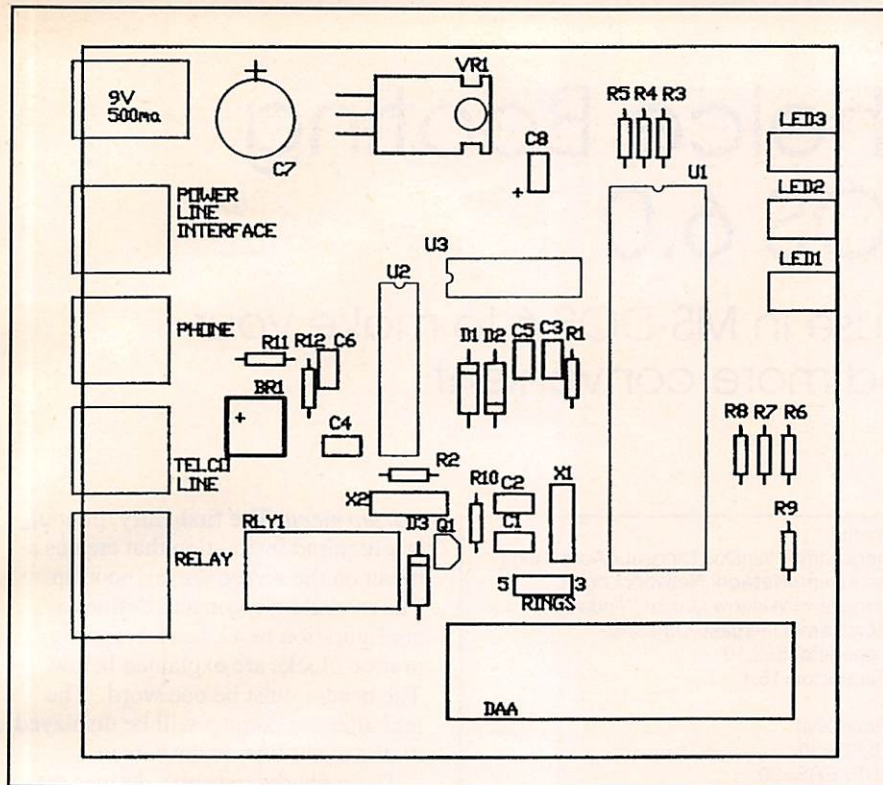 VR1
9V
500ma
C7
R5 R4 R3
C8
LED3
U1
LED2
POWER
LINE
INTERFACE
U3
U2
LED1
PHONE
R11
R12
C6
D1 D2
C5
C3
R1
BR1
C4
R8 R7 R6
TELCO
LINE
R2
R10
C2
X1
X2
RELAY
RLY1
D3
Q1
C1
R9
5
3
RINGS
DAA